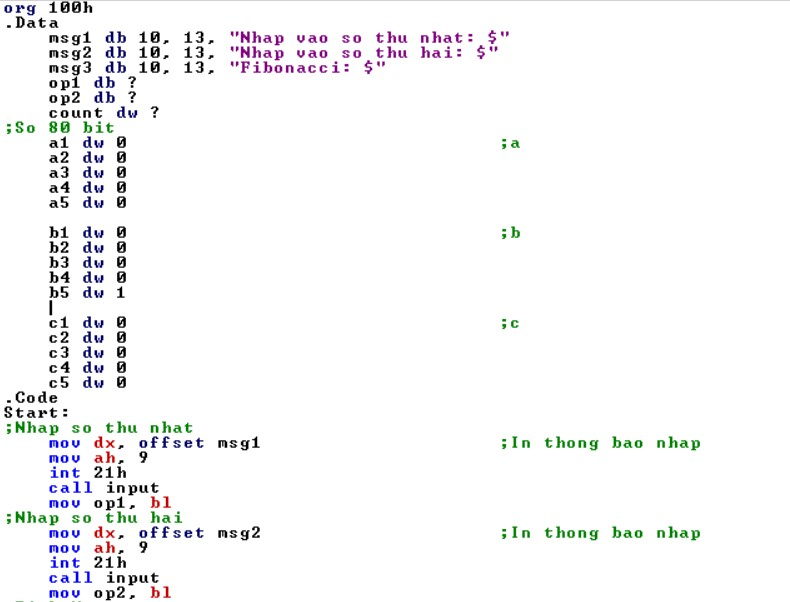 org 100h
.Data
msg1 db 10, 13, "Nhap vao so thu nhat: $"
msg2 db 10, 13, "Nhap vao so thu hai: $"
msg3 db 10, 13, "Fibonacci: $"
op1 db ?
op2 db ?
count dw ?
;So 80 bit
a1 dw 0 ;a
a2 dw 0
a3 dw 0
a4 dw 0
a5 dw 0
b1 dw 0 ;b
b2 dw 0
b3 dw 0
b4 dw 0
b5 dw 1
c1 dw 0 ;c
c2 dw 0
c3 dw 0
c4 dw 0
c5 dw 0
.Code
Start:
;Nhap so thu nhat
mov dx, offset msg1 ;In thong bao nhap
mov ah, 9
int 21h
call input
mov op1, bl
;Nhap so thu hai
mov dx, offset msg2 ;In thong bao nhap
mov ah, 9
int 21h
call input
mov op2, bl